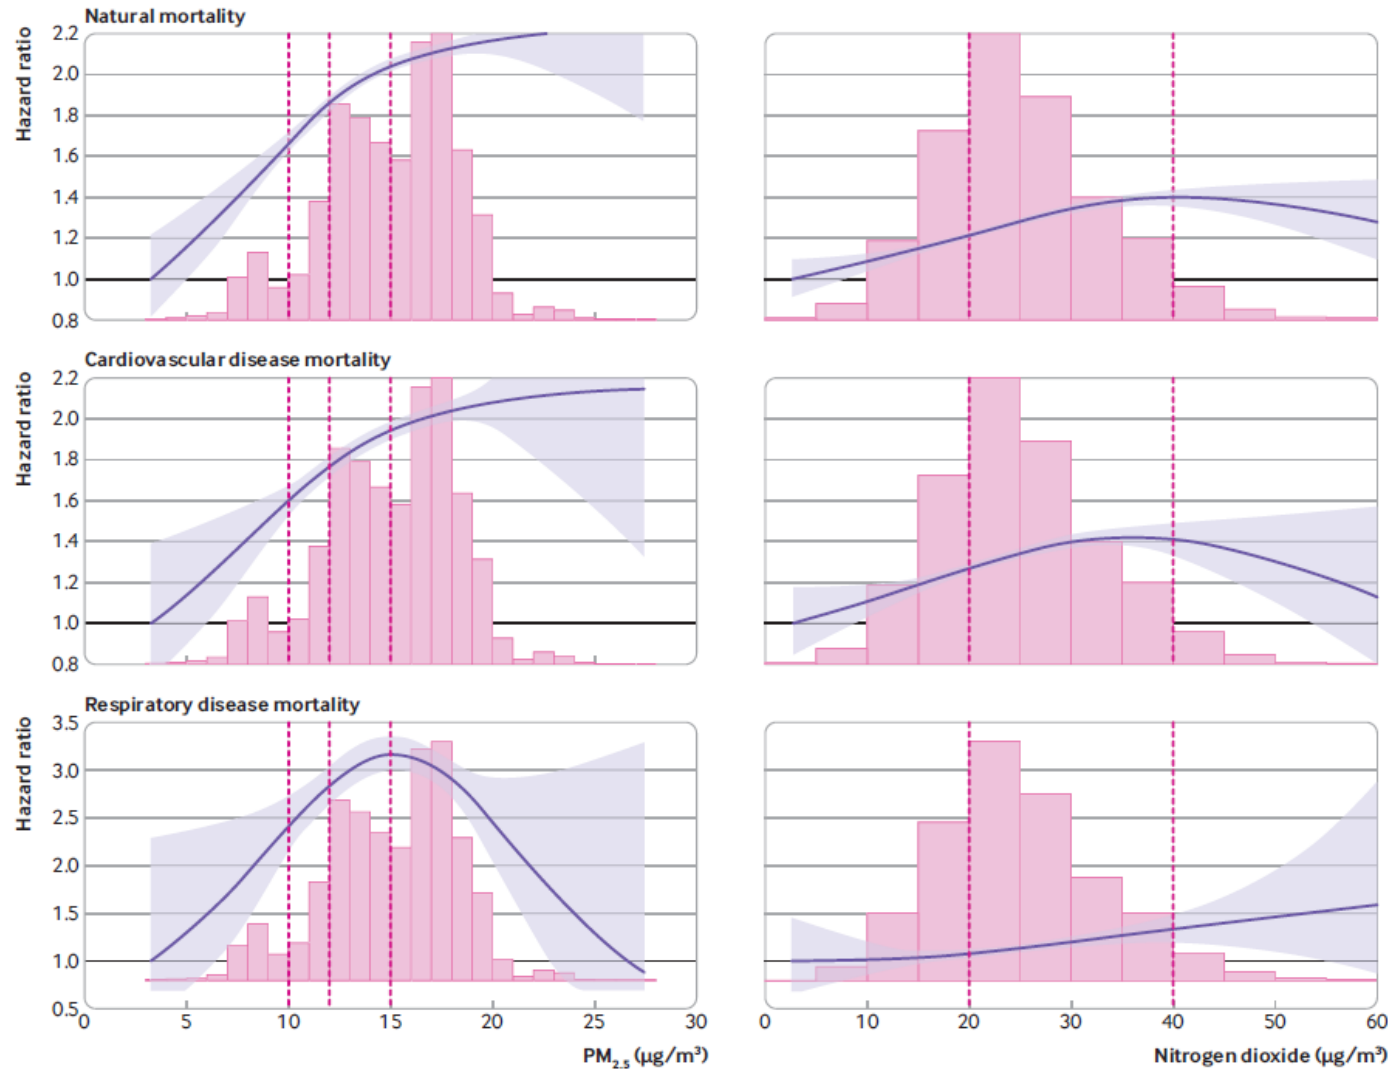 Natural mortality
Hazard ratio
2.2
2.0
1.8
1.6
1.4
1.2
1.0
0.8
Cardiovascular disease mortality
Hazard ratio
2.2
2.0
1.8
1.6
1.4
1.2
1.0
0.8
Respiratory disease mortality
Hazard ratio
3.5
3.0
2.5
2.0
1.5
1.0
0.5
0 5 10 15 20 25 30
PM2.5 (µg/m³)
0 10 20 30 40 50 60
Nitrogen dioxide (µg/m³)